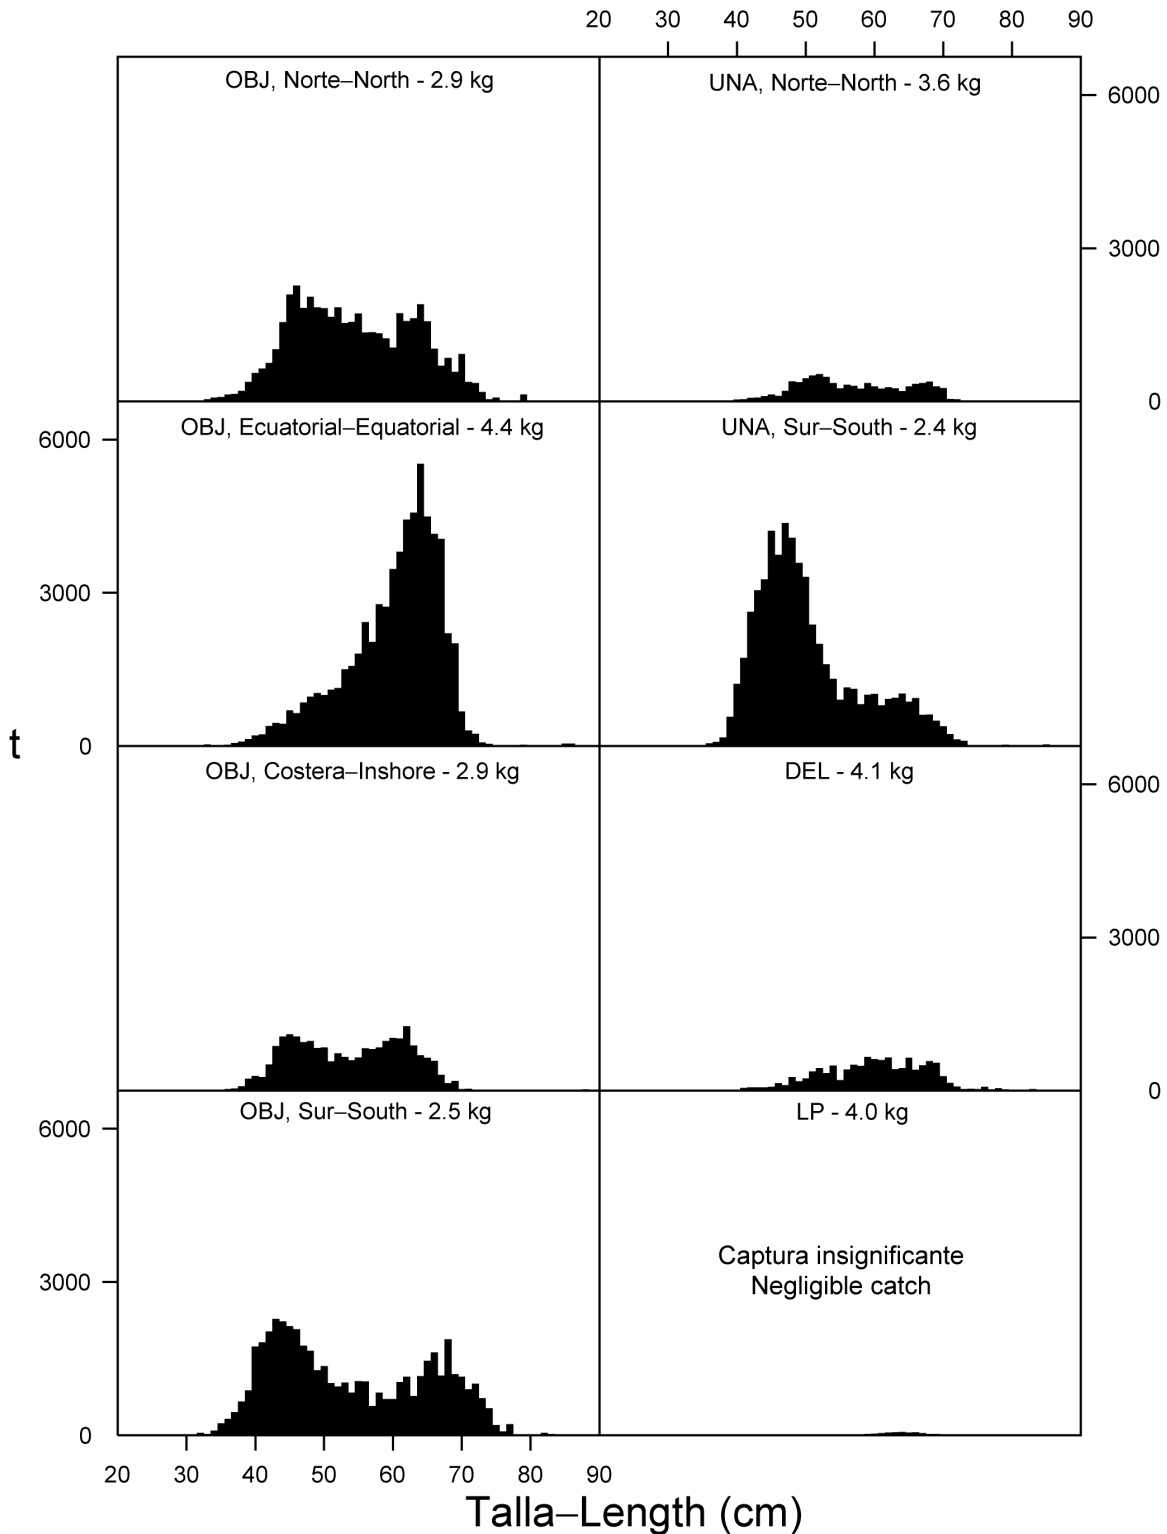 20 30 40 50 60 70 80 90
OBJ, Norte–North - 2.9 kg
UNA, Norte–North - 3.6 kg
6000
3000
0
OBJ, Ecuatorial–Equatorial - 4.4 kg
UNA, Sur–South - 2.4 kg
6000
3000
t
0
OBJ, Costera–Inshore - 2.9 kg
DEL - 4.1 kg
6000
3000
0
OBJ, Sur–South - 2.5 kg
LP - 4.0 kg
6000
Captura insignificante
Negligible catch
3000
0
20 30 40 50 60 70 80 90
Talla–Length (cm)